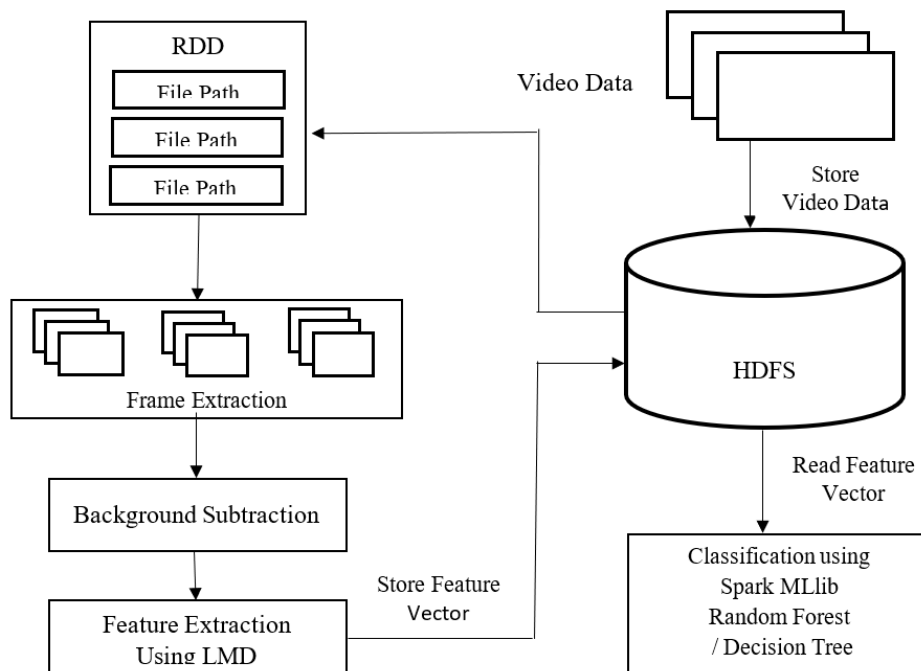 RDD
File Path
File Path
File Path
Frame Extraction
Background Subtraction
Feature Extraction
Using LMD
Store Feature
Vector
Video Data
Store
Video Data
HDFS
Read Feature
Vector
Classification using
Spark MLlib
Random Forest
/ Decision Tree